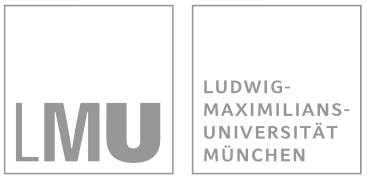 LMU
LUDWIG-
MAXIMILIANS-
UNIVERSITÄT
MÜNCHEN